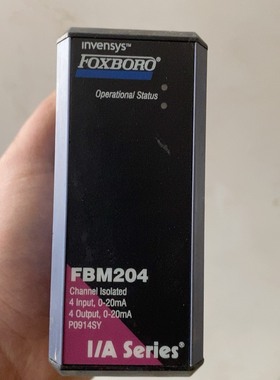 invensys™
FOXBORO®
Operational Status
FBM204
Channel Isolated
4 Input, 0-20mA
4 Output, 0-20mA
P0914SY
I/A Series®